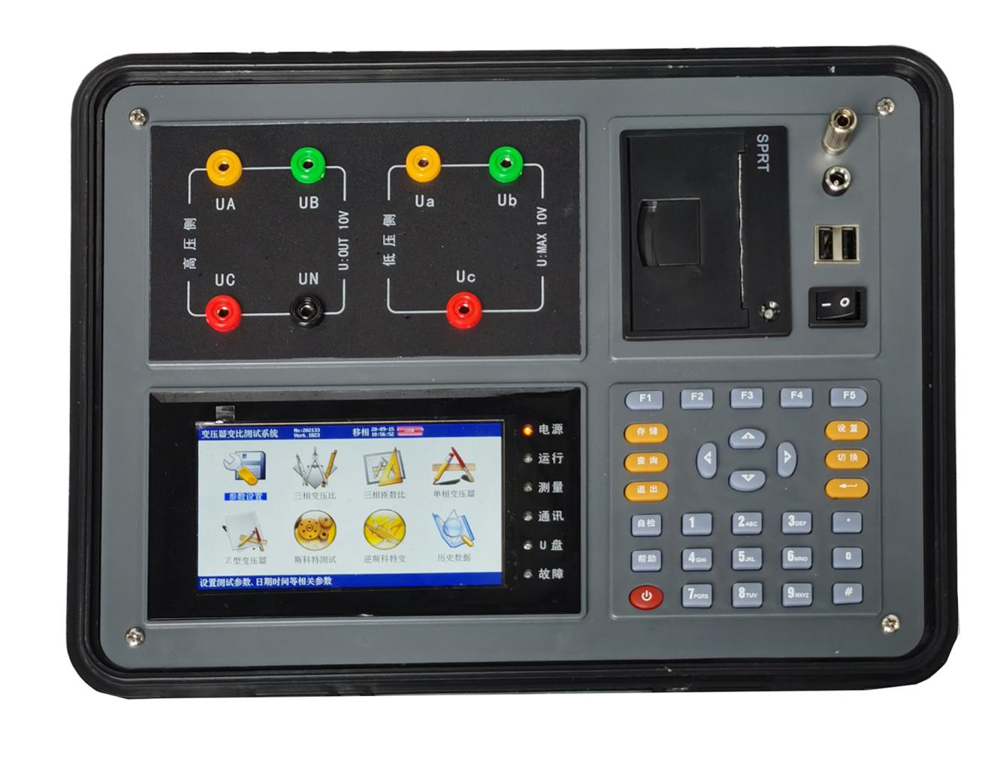 UA
UB
高压侧
U:OUT 10V
UC
UN
Ua
Ub
低压侧
U:MAX 10V
Uc
SPRT
变压器变比测试系统
No:202133
Ver6.1023
移相
20-09-15
10:56:52
参数设置
三相变压比
三相匝数比
单相变压器
Z型变压器
斯科特测试
逆斯科特变
历史数据
设置测试参数、日期时间等相关参数
电源
运行
测量
通讯
U盘
故障
F1
F2
F3
F4
F5
存储
设置
查询
切换
退出
自检
1
2ABC
3DEF
.
帮助
4GHI
5JKL
6MNO
0
7PQRS
8TUV
9WXYZ
#